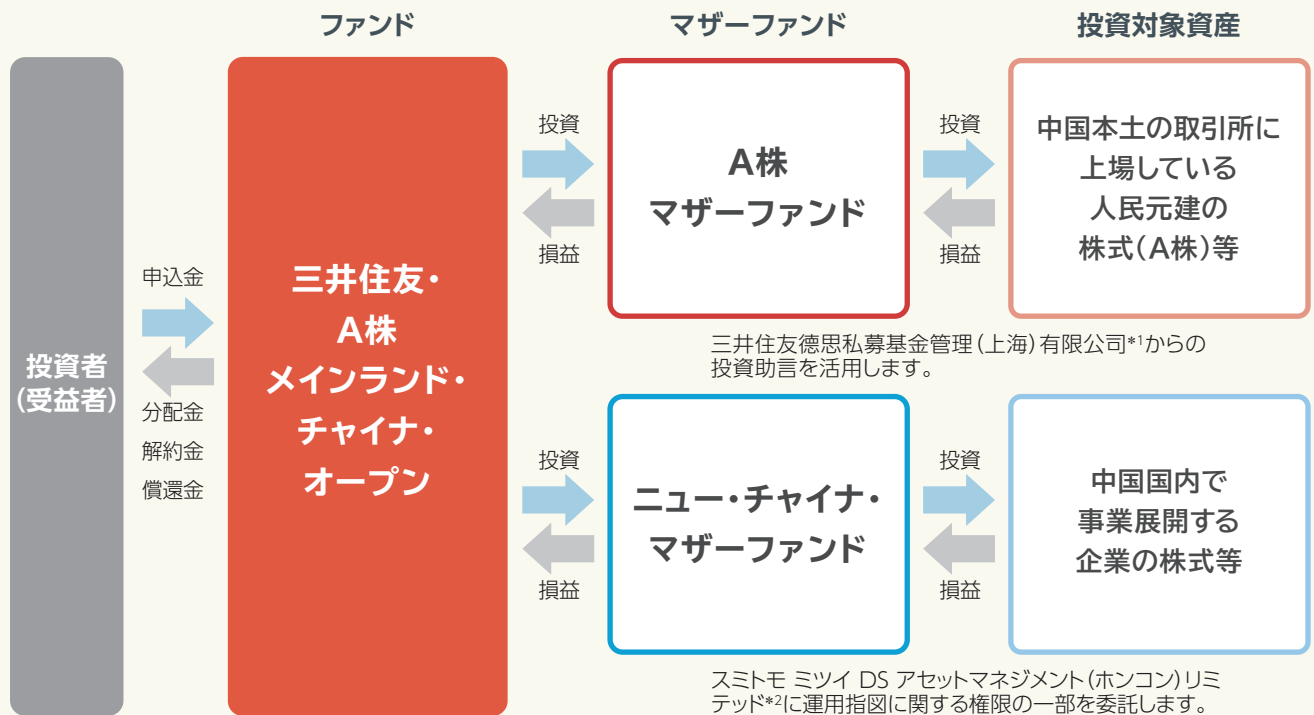 ファンド
マザーファンド
投資対象資産
投資者
(受益者)
申込金
分配金
解約金
償還金
三井住友・
A株
メインランド・
チャイナ・
オープン
投資
損益
A株
マザーファンド
投資
損益
中国本土の取引所に
上場している
人民元建の
株式(A株)等
三井住友徳思私募基金管理(上海)有限公司*1からの
投資助言を活用します。
投資
損益
ニュー・チャイナ・
マザーファンド
投資
損益
中国国内で
事業展開する
企業の株式等
スミトモ ミツイ DS アセットマネジメント(ホンコン)リミ
テッド*2に運用指図に関する権限の一部を委託します。